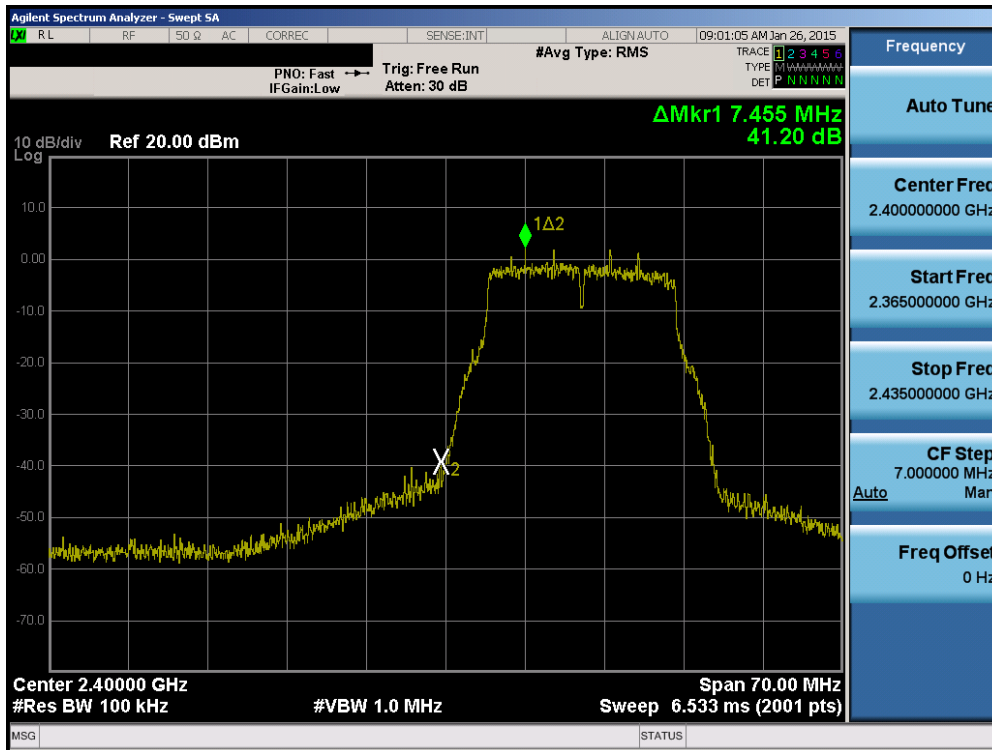 Agilent Spectrum Analyzer - Swept SA
LXI RL RF 50 Ω AC CORREC SENSE:INT ALIGN AUTO 09:01:05 AM Jan 26, 2015
#Avg Type: RMS
TRACE 1 2 3 4 5 6
TYPE M W W W W W
DET P N N N N N
PNO: Fast
IFGain:Low
Trig: Free Run
Atten: 30 dB
ΔMkr1 7.455 MHz
41.20 dB
10 dB/div Ref 20.00 dBm
Log
10.0
0.00
-10.0
-20.0
-30.0
-40.0
-50.0
-60.0
-70.0
1Δ2
X2
Center 2.40000 GHz Span 70.00 MHz
#Res BW 100 kHz #VBW 1.0 MHz Sweep 6.533 ms (2001 pts)
MSG STATUS
Frequency
Auto Tune
Center Freq
2.400000000 GHz
Start Freq
2.365000000 GHz
Stop Freq
2.435000000 GHz
CF Step
7.000000 MHz
Auto Man
Freq Offset
0 Hz